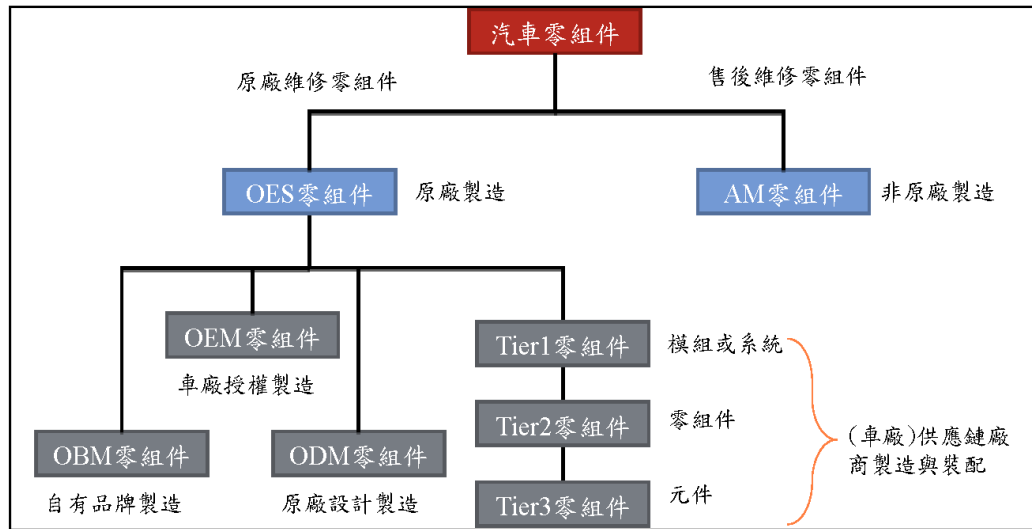 汽車零組件
原廠維修零組件
售後維修零組件
OES零組件
原廠製造
AM零組件
非原廠製造
OEM零組件
車廠授權製造
Tier1零組件
模組或系統
Tier2零組件
零組件
(車廠)供應鏈廠
商製造與裝配
OBM零組件
自有品牌製造
ODM零組件
原廠設計製造
Tier3零組件
元件